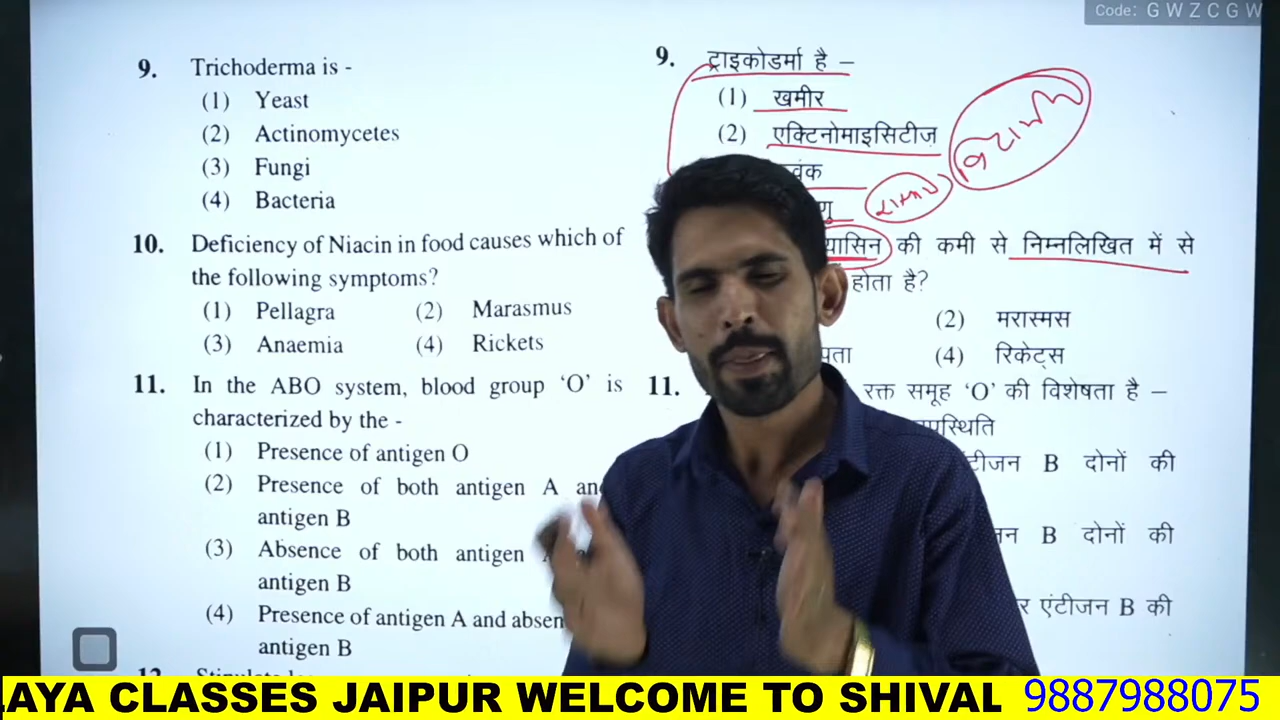 Code: G W Z C G W
9. Trichoderma is -
(1) Yeast
(2) Actinomycetes
(3) Fungi
(4) Bacteria
10. Deficiency of Niacin in food causes which of
the following symptoms?
(1) Pellagra (2) Marasmus
(3) Anaemia (4) Rickets
11. In the ABO system, blood group ‘O’ is
characterized by the -
(1) Presence of antigen O
(2) Presence of both antigen A and
antigen B
(3) Absence of both antigen
antigen B
(4) Presence of antigen A and absen
antigen B
9. ट्राइकोडर्मा है –
(1) खमीर
(2) एक्टिनोमाइसिटीज़
की कमी से निम्नलिखित में से
होता है?
(2) मरास्मस
(4) रिकेट्स
11. रक्त समूह ‘O’ की विशेषता है –
B दोनों की
B दोनों की
एंटीजन B की
LAYA CLASSES JAIPUR WELCOME TO SHIVAL 9887988075